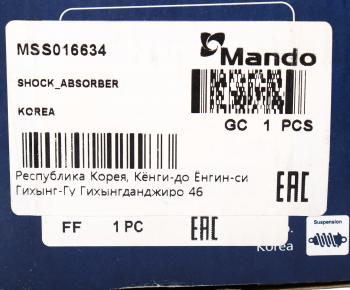 MSS016634
Mando
SHOCK_ABSORBER
KOREA
GC 1 PCS
Республика Корея, Кёнги-до Ёнгин-си
Гихынг-Гу Гихынгданджиро 46
EAC
FF 1 PC EAC
Korea
Suspension